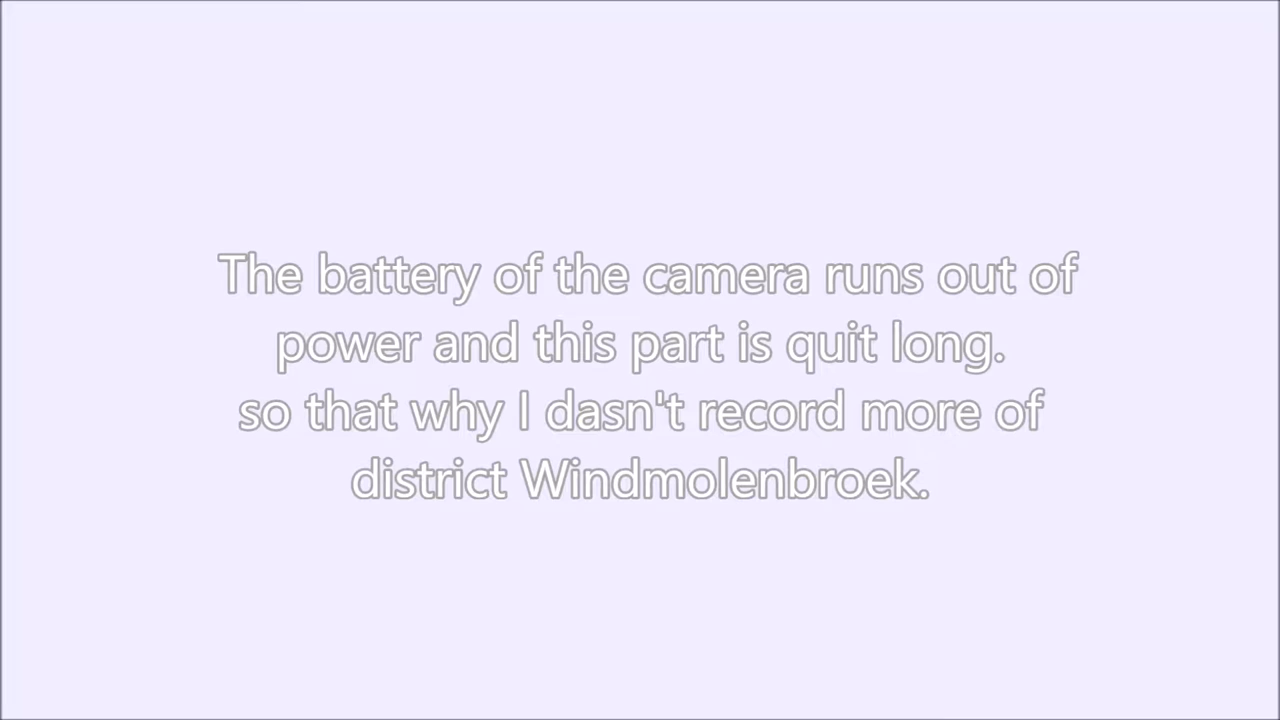 The battery of the camera runs out of
power and this part is quit long.
so that why I dasn't record more of
district Windmolenbroek.